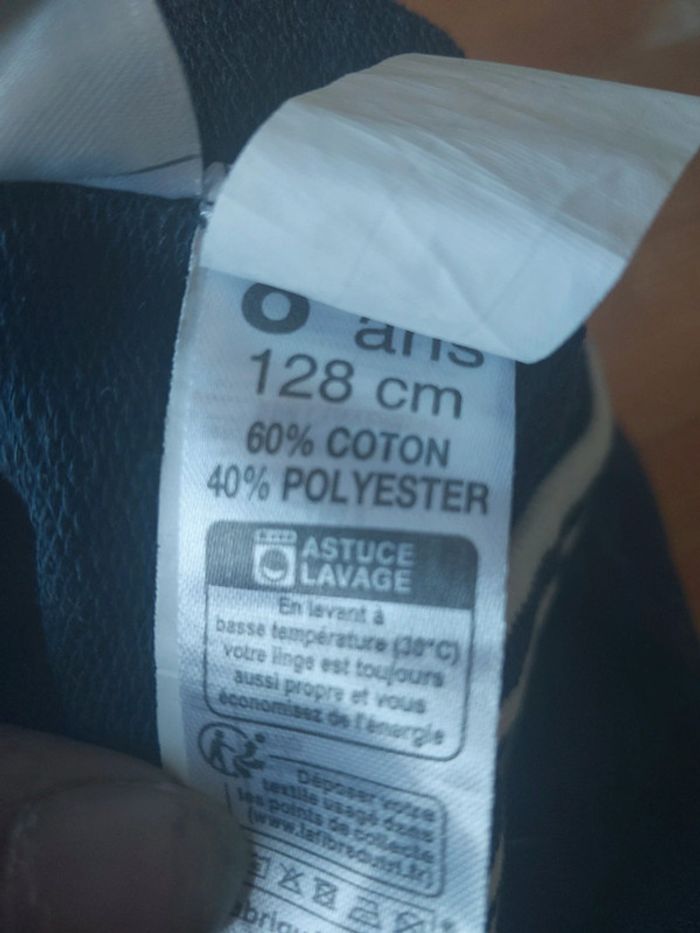 ans
128 cm
60% COTON
40% POLYESTER
ASTUCE
LAVAGE
En lavant à
basse température (30°C)
votre linge est toujours
aussi propre et vous
économisez de l'énergie
Déposer votre
textile usagé dans
les points de collecte
(www.lafibredutri.fr)